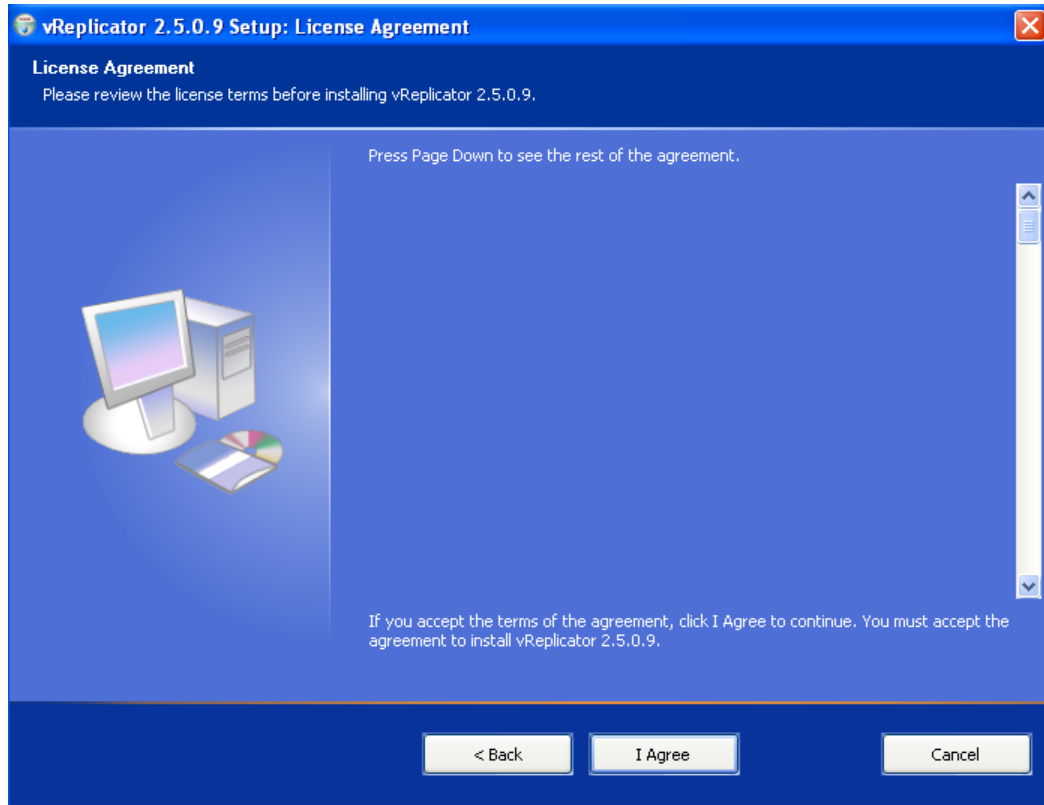 vReplicator 2.5.0.9 Setup: License Agreement
License Agreement
Please review the license terms before installing vReplicator 2.5.0.9.
Press Page Down to see the rest of the agreement.
If you accept the terms of the agreement, click I Agree to continue. You must accept the
agreement to install vReplicator 2.5.0.9.
< Back
I Agree
Cancel